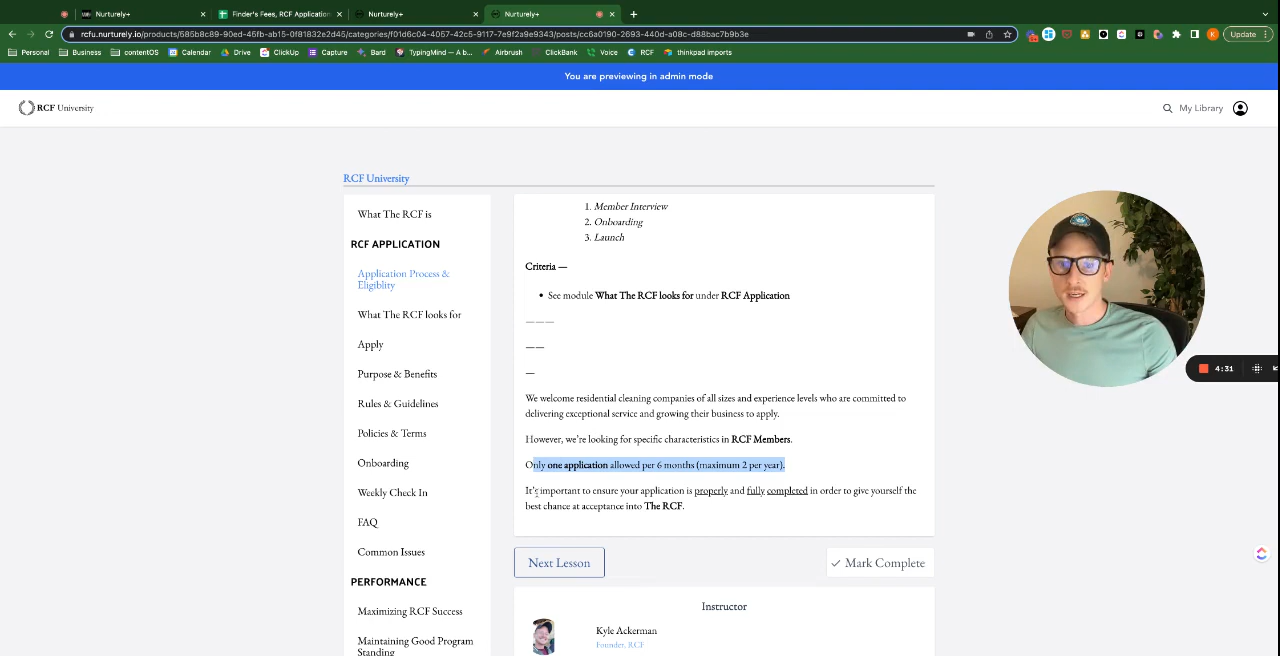 Nurturely+
Finder's Fees, RCF Application
Nurturely+
Nurturely+
rcfu.nurturely.io/products/585b8c89-90ed-45fb-ab15-0f81832e2d45/categories/f01d6c04-4067-42c5-9117-7e9f2a9e9343/posts/cc6a0190-2693-440d-a08c-d88bac7b9b3e
Update
Personal Business contentOS Calendar Drive ClickUp Capture Bard TypingMind — A b... Airbrush ClickBank Voice RCF thinkpad imports
You are previewing in admin mode
RCF University
My Library
RCF University
What The RCF is
RCF APPLICATION
Application Process &
Eligiblity
What The RCF looks for
Apply
Purpose & Benefits
Rules & Guidelines
Policies & Terms
Onboarding
Weekly Check In
FAQ
Common Issues
PERFORMANCE
Maximizing RCF Success
Maintaining Good Program
Standing
1. Member Interview
2. Onboarding
3. Launch
Criteria —
• See module What The RCF looks for under RCF Application
———
——
—
We welcome residential cleaning companies of all sizes and experience levels who are committed to
delivering exceptional service and growing their business to apply.
However, we're looking for specific characteristics in RCF Members.
Only one application allowed per 6 months (maximum 2 per year).
It's important to ensure your application is properly and fully completed in order to give yourself the
best chance at acceptance into The RCF.
Next Lesson
Mark Complete
Instructor
Kyle Ackerman
Founder, RCF
4:31